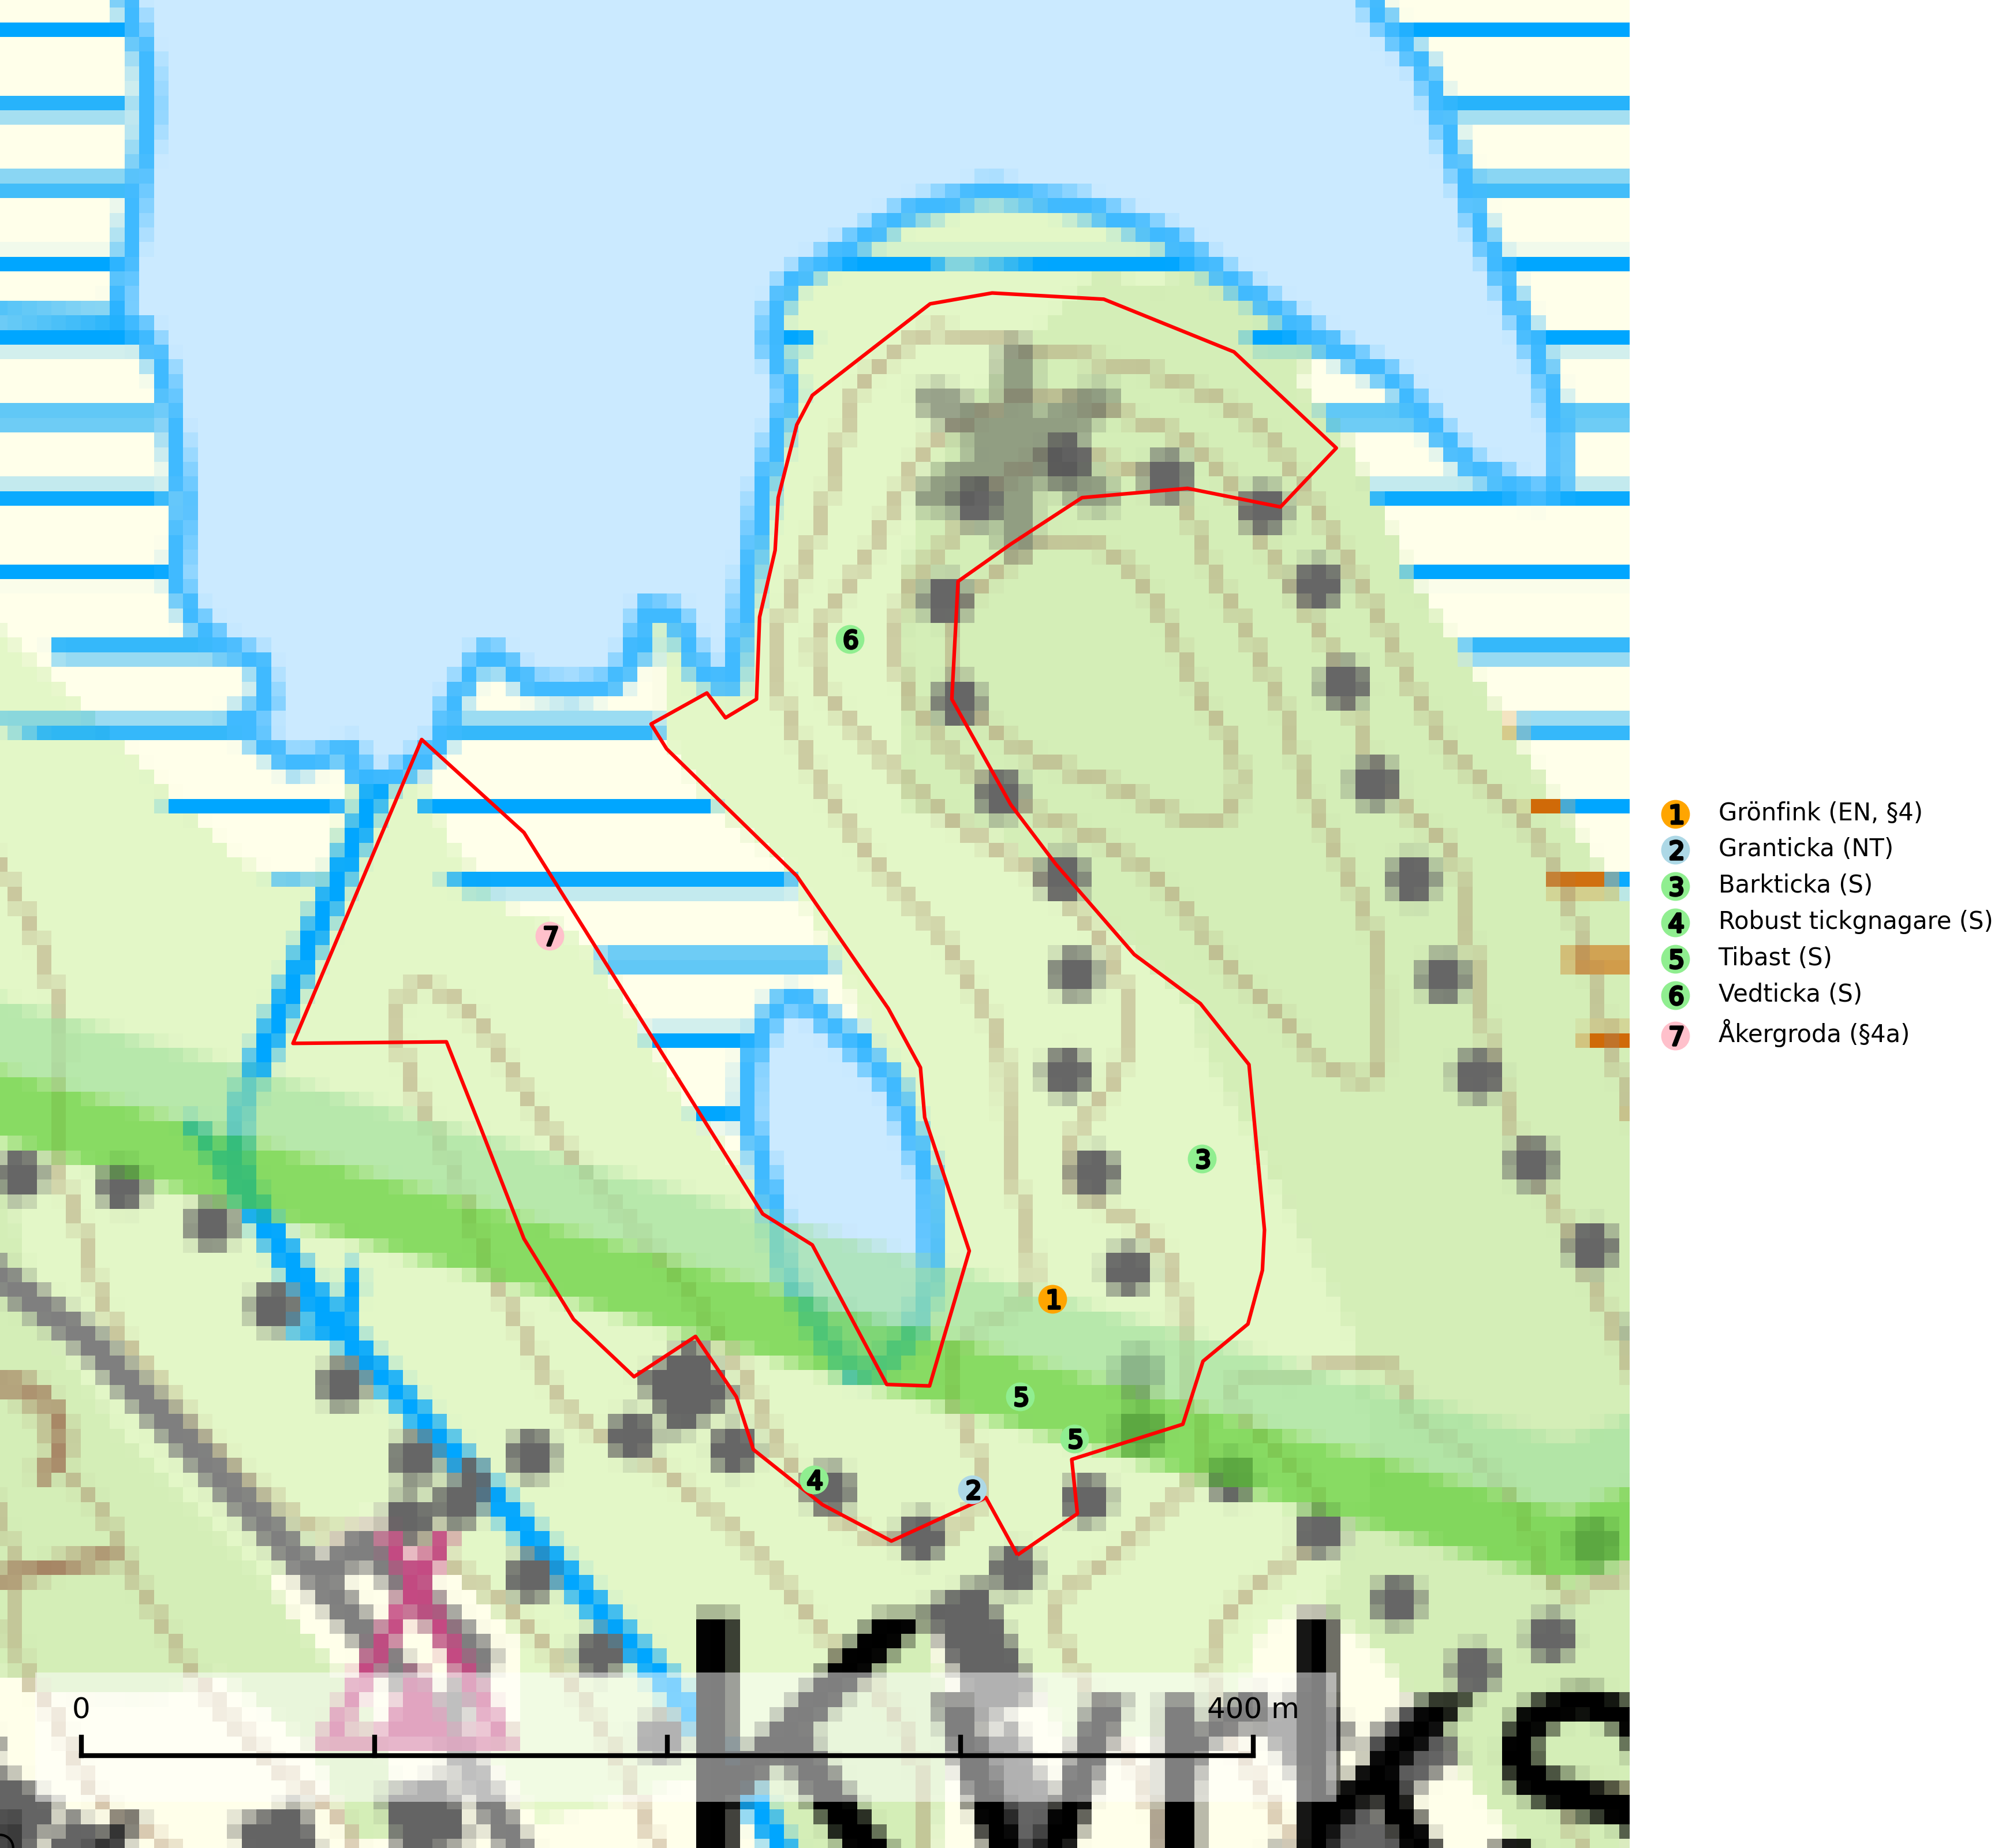 6
7
3
1
5
5
4
2
0
400 m
1 Grönfink (EN, §4)
2 Granticka (NT)
3 Barkticka (S)
4 Robust tickgnagare (S)
5 Tibast (S)
6 Vedticka (S)
7 Åkergroda (§4a)